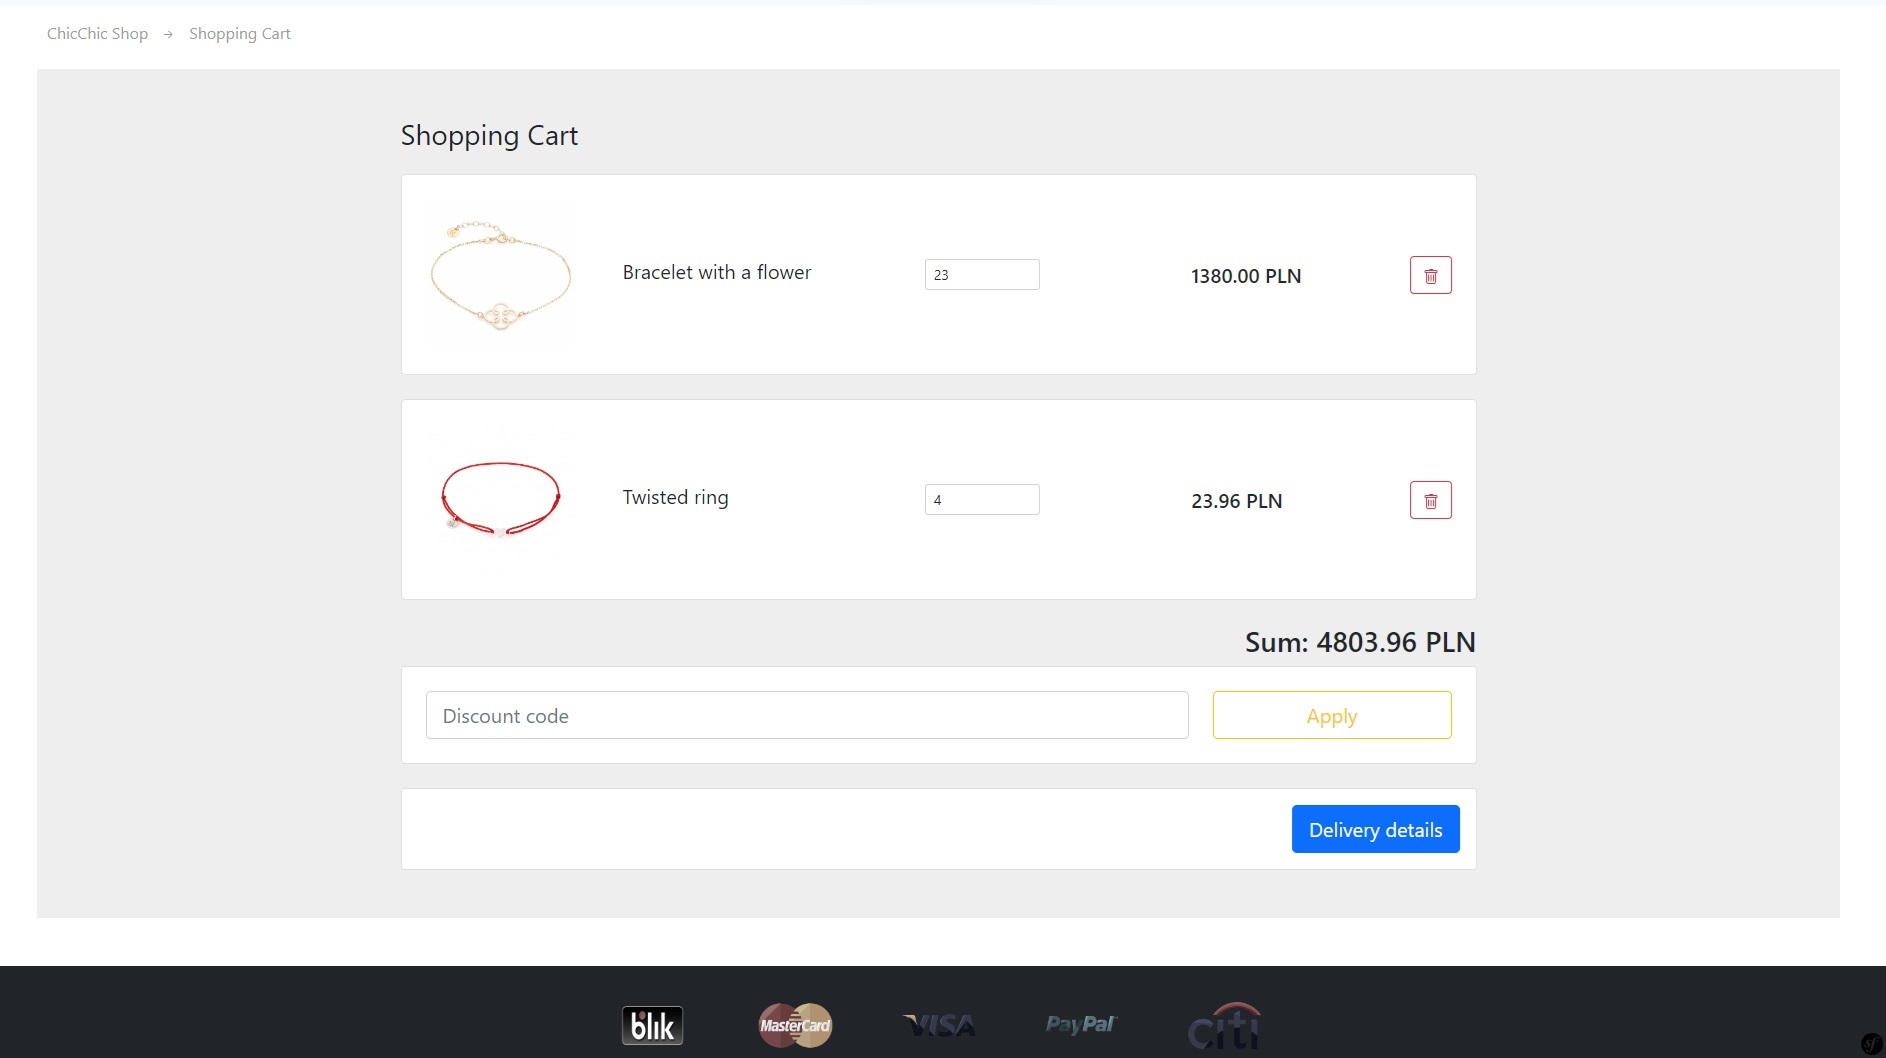 ChicChic Shop → Shopping Cart
Shopping Cart
Bracelet with a flower 23 1380.00 PLN
Twisted ring 4 23.96 PLN
Sum: 4803.96 PLN
Discount code Apply
Delivery details
blik MasterCard VISA PayPal citi
sf